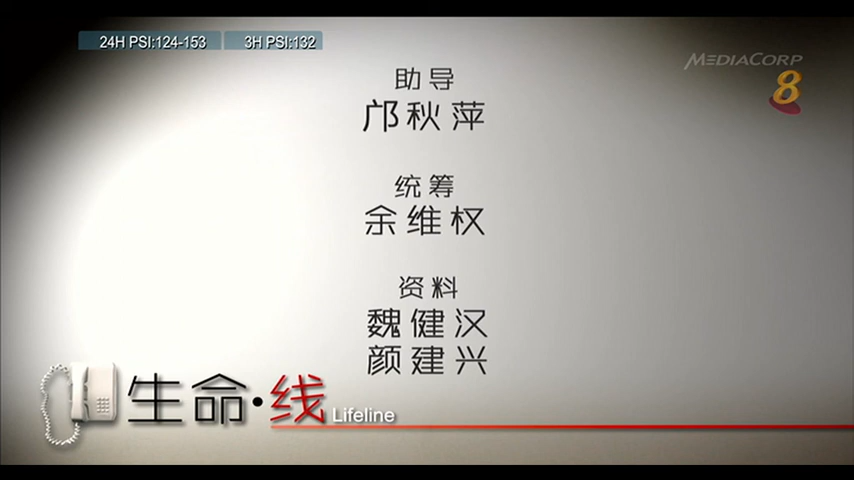 24H PSI:124-153 3H PSI:132
MEDIACORP
8
助导
邝秋萍
统筹
余维权
资料
魏健汉
颜建兴
生命·线 Lifeline